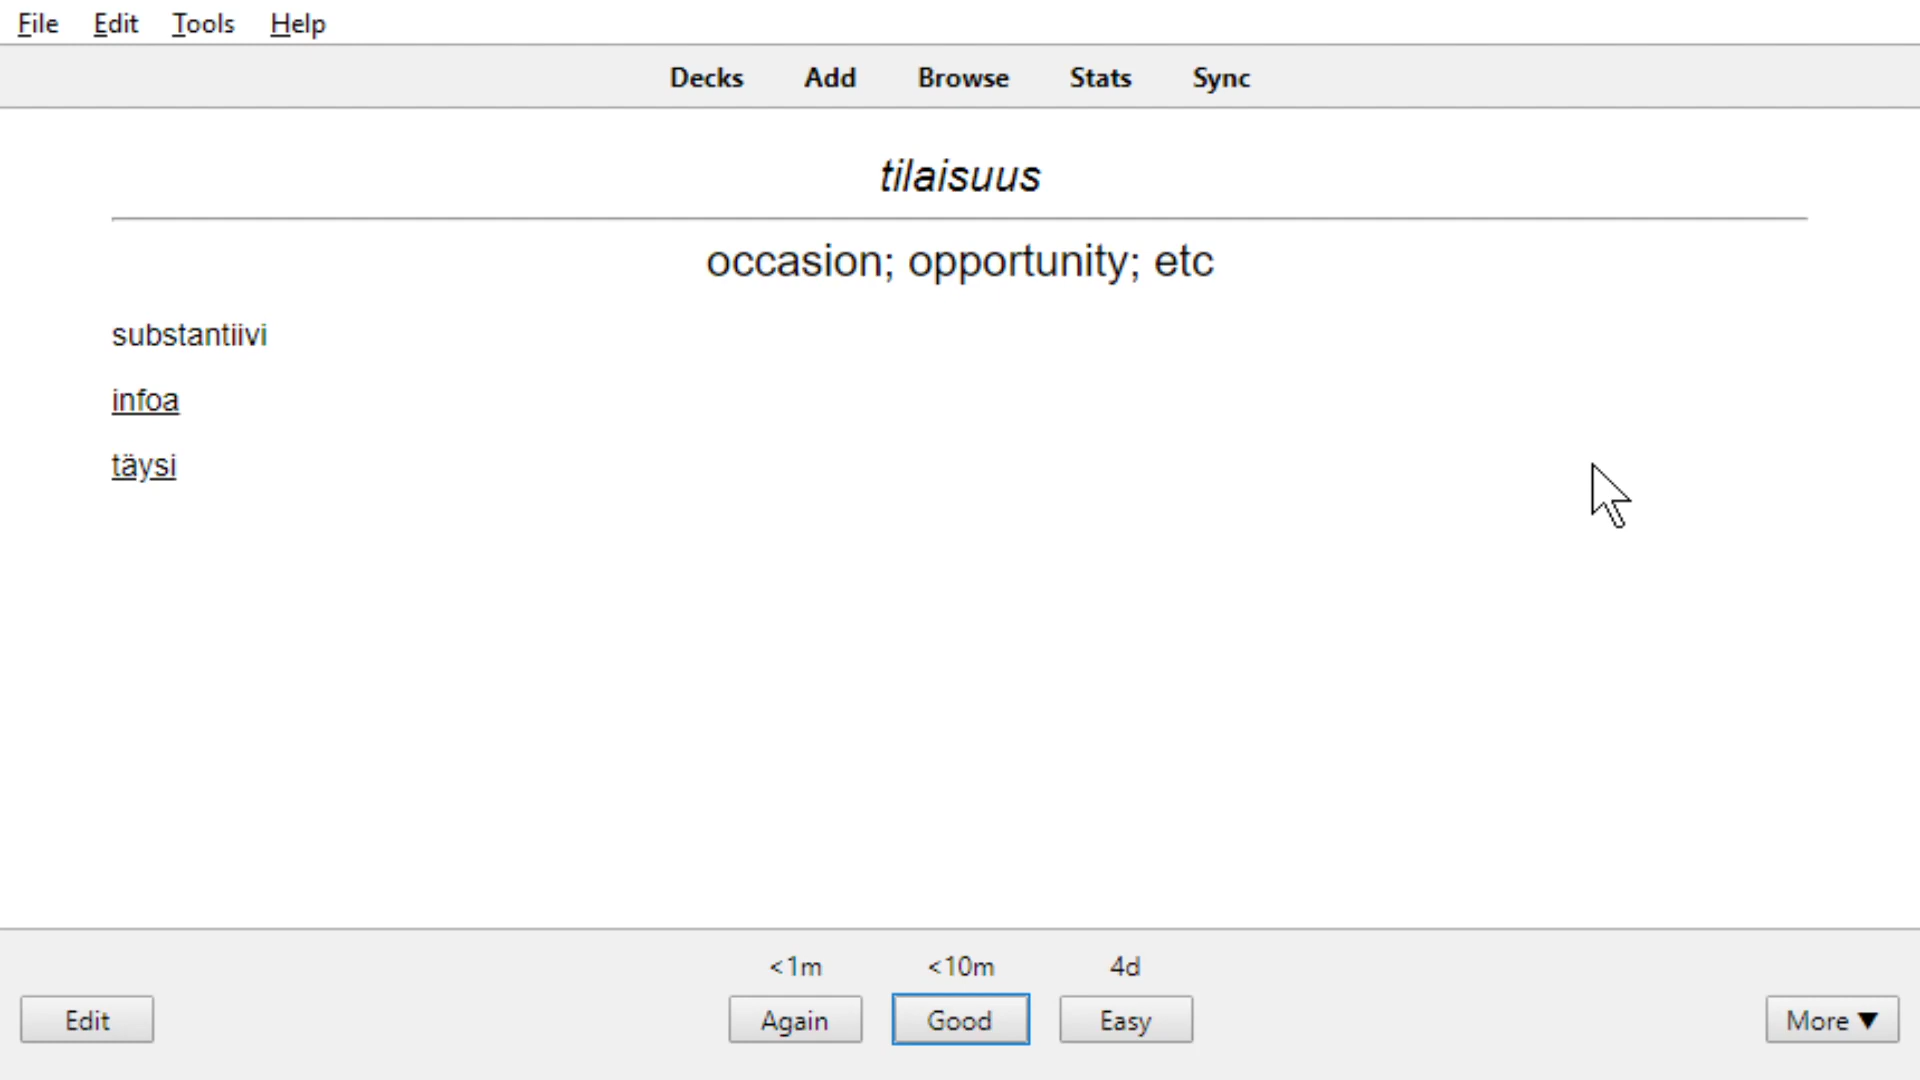 File Edit Tools Help
Decks Add Browse Stats Sync
tilaisuus
occasion; opportunity; etc
substantiivi
infoa
täysi
<1m <10m 4d
Edit Again Good Easy More ▼